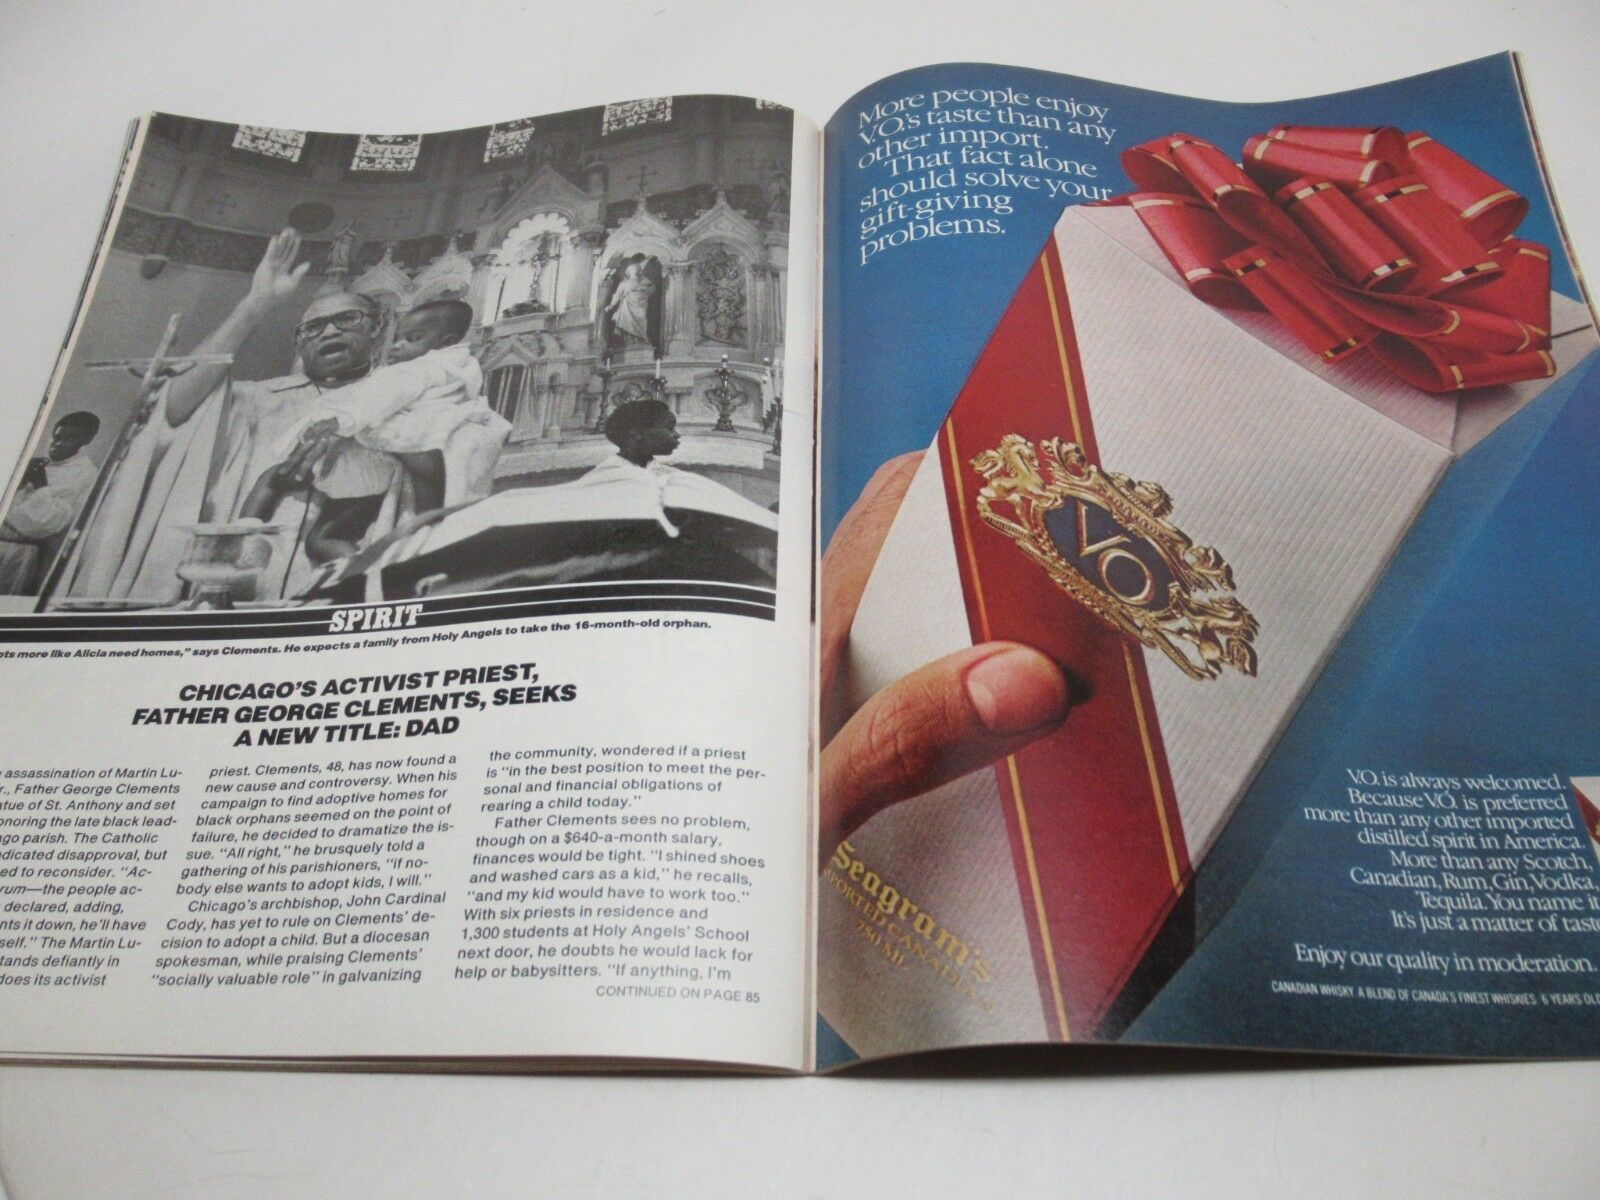 SPIRIT
more like Alicia need homes," says Clements. He expects a family from Holy Angels to take the 16-month-old orphan.
CHICAGO'S ACTIVIST PRIEST,
FATHER GEORGE CLEMENTS, SEEKS
A NEW TITLE: DAD
assassination of Martin Lu-
Father George Clements
of St. Anthony and set
the late black lead-
parish. The Catholic
disapproval, but
to reconsider. "Ac-
—the people ac-
declared, adding,
it down, he'll have
The Martin Lu-
defiantly in
does its activist
priest. Clements, 48, has now found a
new cause and controversy. When his
campaign to find adoptive homes for
black orphans seemed on the point of
failure, he decided to dramatize the is-
sue. "All right," he brusquely told a
gathering of his parishioners, "if no-
body else wants to adopt kids, I will."
Chicago's archbishop, John Cardinal
Cody, has yet to rule on Clements' de-
cision to adopt a child. But a diocesan
spokesman, while praising Clements'
"socially valuable role" in galvanizing
the community, wondered if a priest
is "in the best position to meet the per-
sonal and financial obligations of
rearing a child today."
Father Clements sees no problem,
though on a $640-a-month salary,
finances would be tight. "I shined shoes
and washed cars as a kid," he recalls,
"and my kid would have to work too."
With six priests in residence and
1,300 students at Holy Angels' School
next door, he doubts he would lack for
help or babysitters. "If anything, I'm
CONTINUED ON PAGE 85
More people enjoy
V.O.'s taste than any
other import.
That fact alone
should solve your
gift-giving
problems.
VO
Seagram's
IMPORTED CANADIAN
750 ML
V.O. is always welcomed.
Because V.O. is preferred
more than any other imported
distilled spirit in America.
More than any Scotch,
Canadian, Rum, Gin, Vodka,
Tequila. You name it.
It's just a matter of taste
Enjoy our quality in moderation.
CANADIAN WHISKY. A BLEND OF CANADA'S FINEST WHISKIES. 6 YEARS OLD